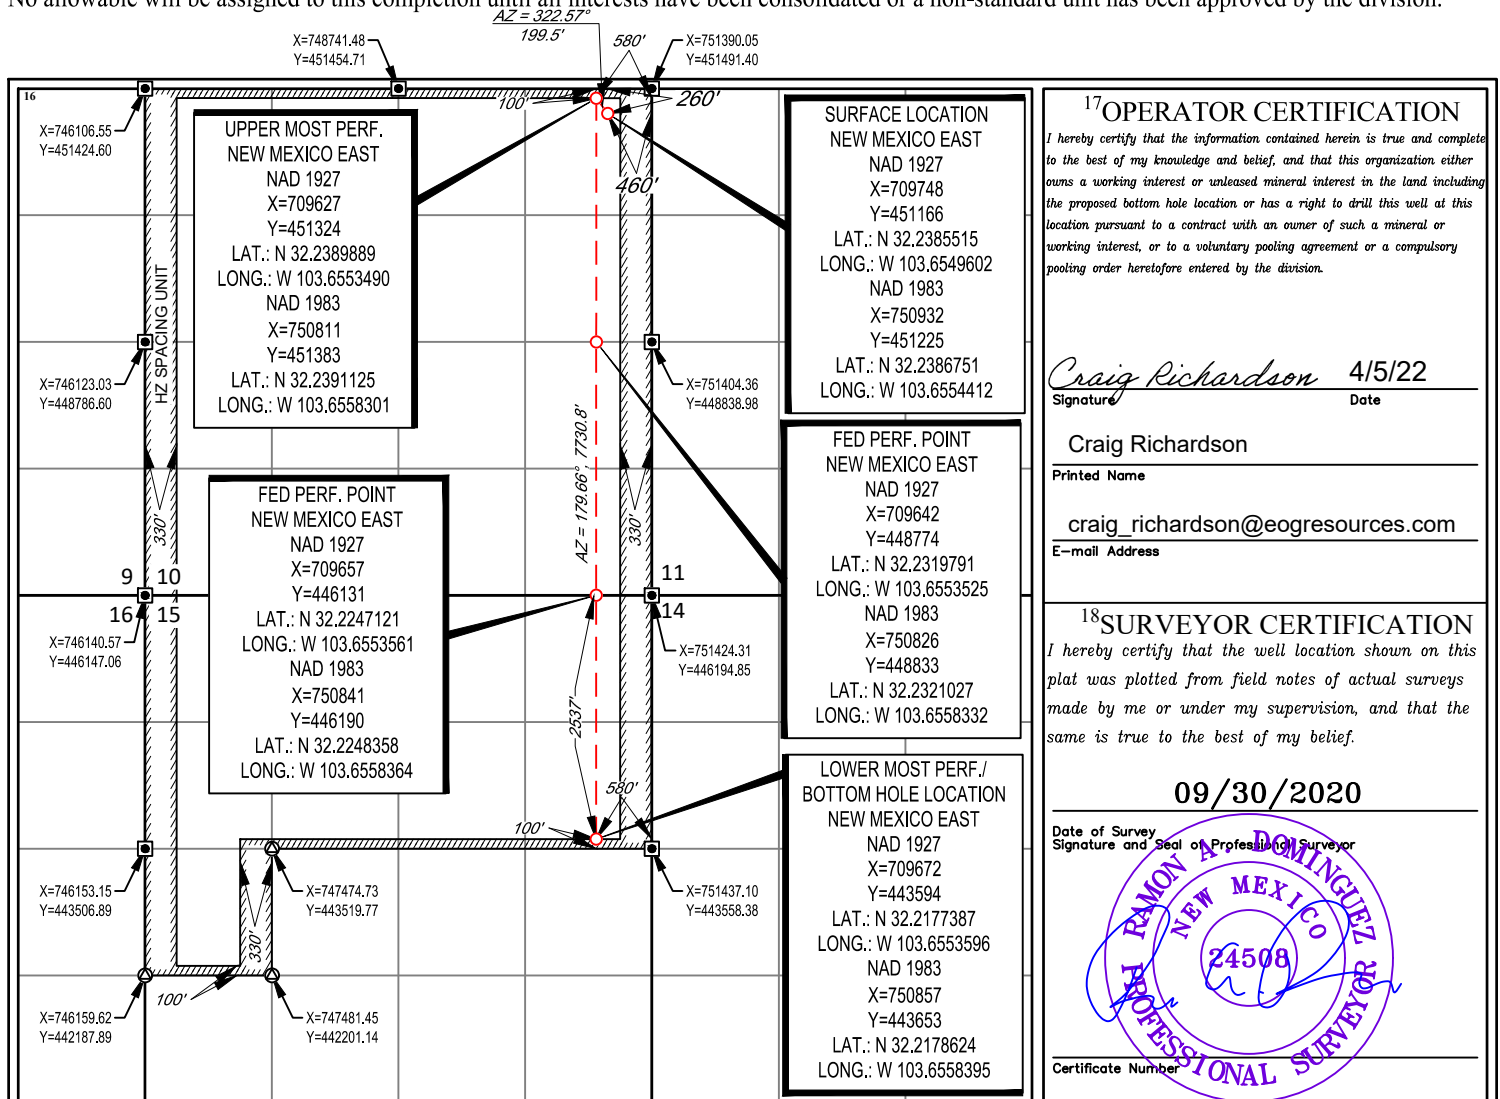 No allowable will be assigned to this completion until all interests have been consolidated or a non-standard unit has been approved by the division.
AZ = 322.57°
199.5'
X=748741.48
Y=451454.71
580'
X=751390.05
Y=451491.40
16
100'
260'
460'
X=746106.55
Y=451424.60
UPPER MOST PERF.
NEW MEXICO EAST
NAD 1927
X=709627
Y=451324
LAT.: N 32.2389889
LONG.: W 103.6553490
NAD 1983
X=750811
Y=451383
LAT.: N 32.2391125
LONG.: W 103.6558301
SURFACE LOCATION
NEW MEXICO EAST
NAD 1927
X=709748
Y=451166
LAT.: N 32.2385515
LONG.: W 103.6549602
NAD 1983
X=750932
Y=451225
LAT.: N 32.2386751
LONG.: W 103.6554412
HZ SPACING UNIT
X=746123.03
Y=448786.60
X=751404.36
Y=448838.98
AZ = 179.66°, 7730.8'
330'
330'
FED PERF. POINT
NEW MEXICO EAST
NAD 1927
X=709657
Y=446131
LAT.: N 32.2247121
LONG.: W 103.6553561
NAD 1983
X=750841
Y=446190
LAT.: N 32.2248358
LONG.: W 103.6558364
FED PERF. POINT
NEW MEXICO EAST
NAD 1927
X=709642
Y=448774
LAT.: N 32.2319791
LONG.: W 103.6553525
NAD 1983
X=750826
Y=448833
LAT.: N 32.2321027
LONG.: W 103.6558332
9 10
16 15
11
14
X=746140.57
Y=446147.06
X=751424.31
Y=446194.85
2537'
580'
100'
LOWER MOST PERF./
BOTTOM HOLE LOCATION
NEW MEXICO EAST
NAD 1927
X=709672
Y=443594
LAT.: N 32.2177387
LONG.: W 103.6553596
NAD 1983
X=750857
Y=443653
LAT.: N 32.2178624
LONG.: W 103.6558395
X=746153.15
Y=443506.89
X=747474.73
Y=443519.77
X=751437.10
Y=443558.38
330'
100'
X=746159.62
Y=442187.89
X=747481.45
Y=442201.14
17OPERATOR CERTIFICATION
I hereby certify that the information contained herein is true and complete
to the best of my knowledge and belief, and that this organization either
owns a working interest or unleased mineral interest in the land including
the proposed bottom hole location or has a right to drill this well at this
location pursuant to a contract with an owner of such a mineral or
working interest, or to a voluntary pooling agreement or a compulsory
pooling order heretofore entered by the division.
Craig Richardson 4/5/22
Signature Date
Craig Richardson
Printed Name
craig_richardson@eogresources.com
E-mail Address
18SURVEYOR CERTIFICATION
I hereby certify that the well location shown on this
plat was plotted from field notes of actual surveys
made by me or under my supervision, and that the
same is true to the best of my belief.
09/30/2020
Date of Survey
Signature and Seal of Professional Surveyor
RAMON A. DOMINGUEZ
NEW MEXICO
24508
PROFESSIONAL SURVEYOR
Certificate Number